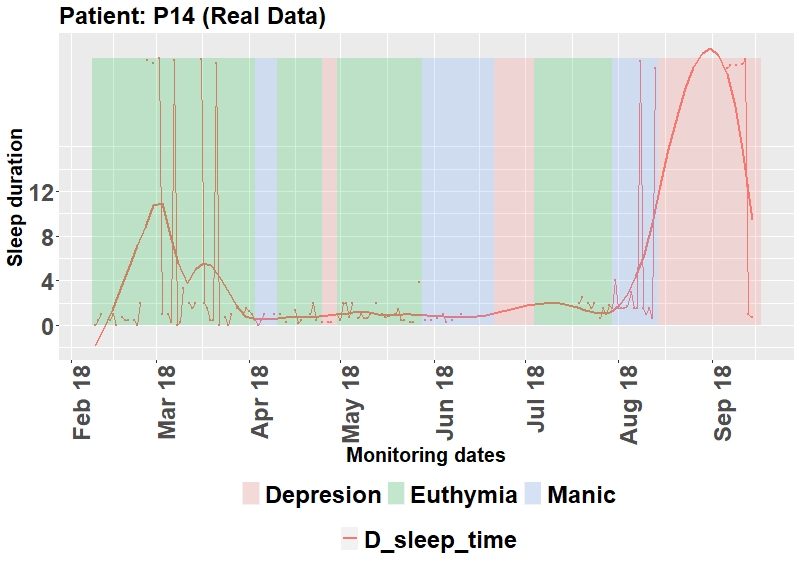 Patient: P14 (Real Data)
Sleep duration
12
8
4
0
Feb 18
Mar 18
Apr 18
May 18
Jun 18
Jul 18
Aug 18
Sep 18
Monitoring dates
Depresion Euthymia Manic
D_sleep_time